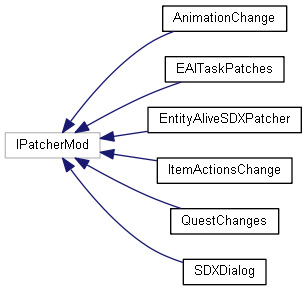 AnimationChange
EAITaskPatches
EntityAliveSDXPatcher
IPatcherMod
ItemActionsChange
QuestChanges
SDXDialog